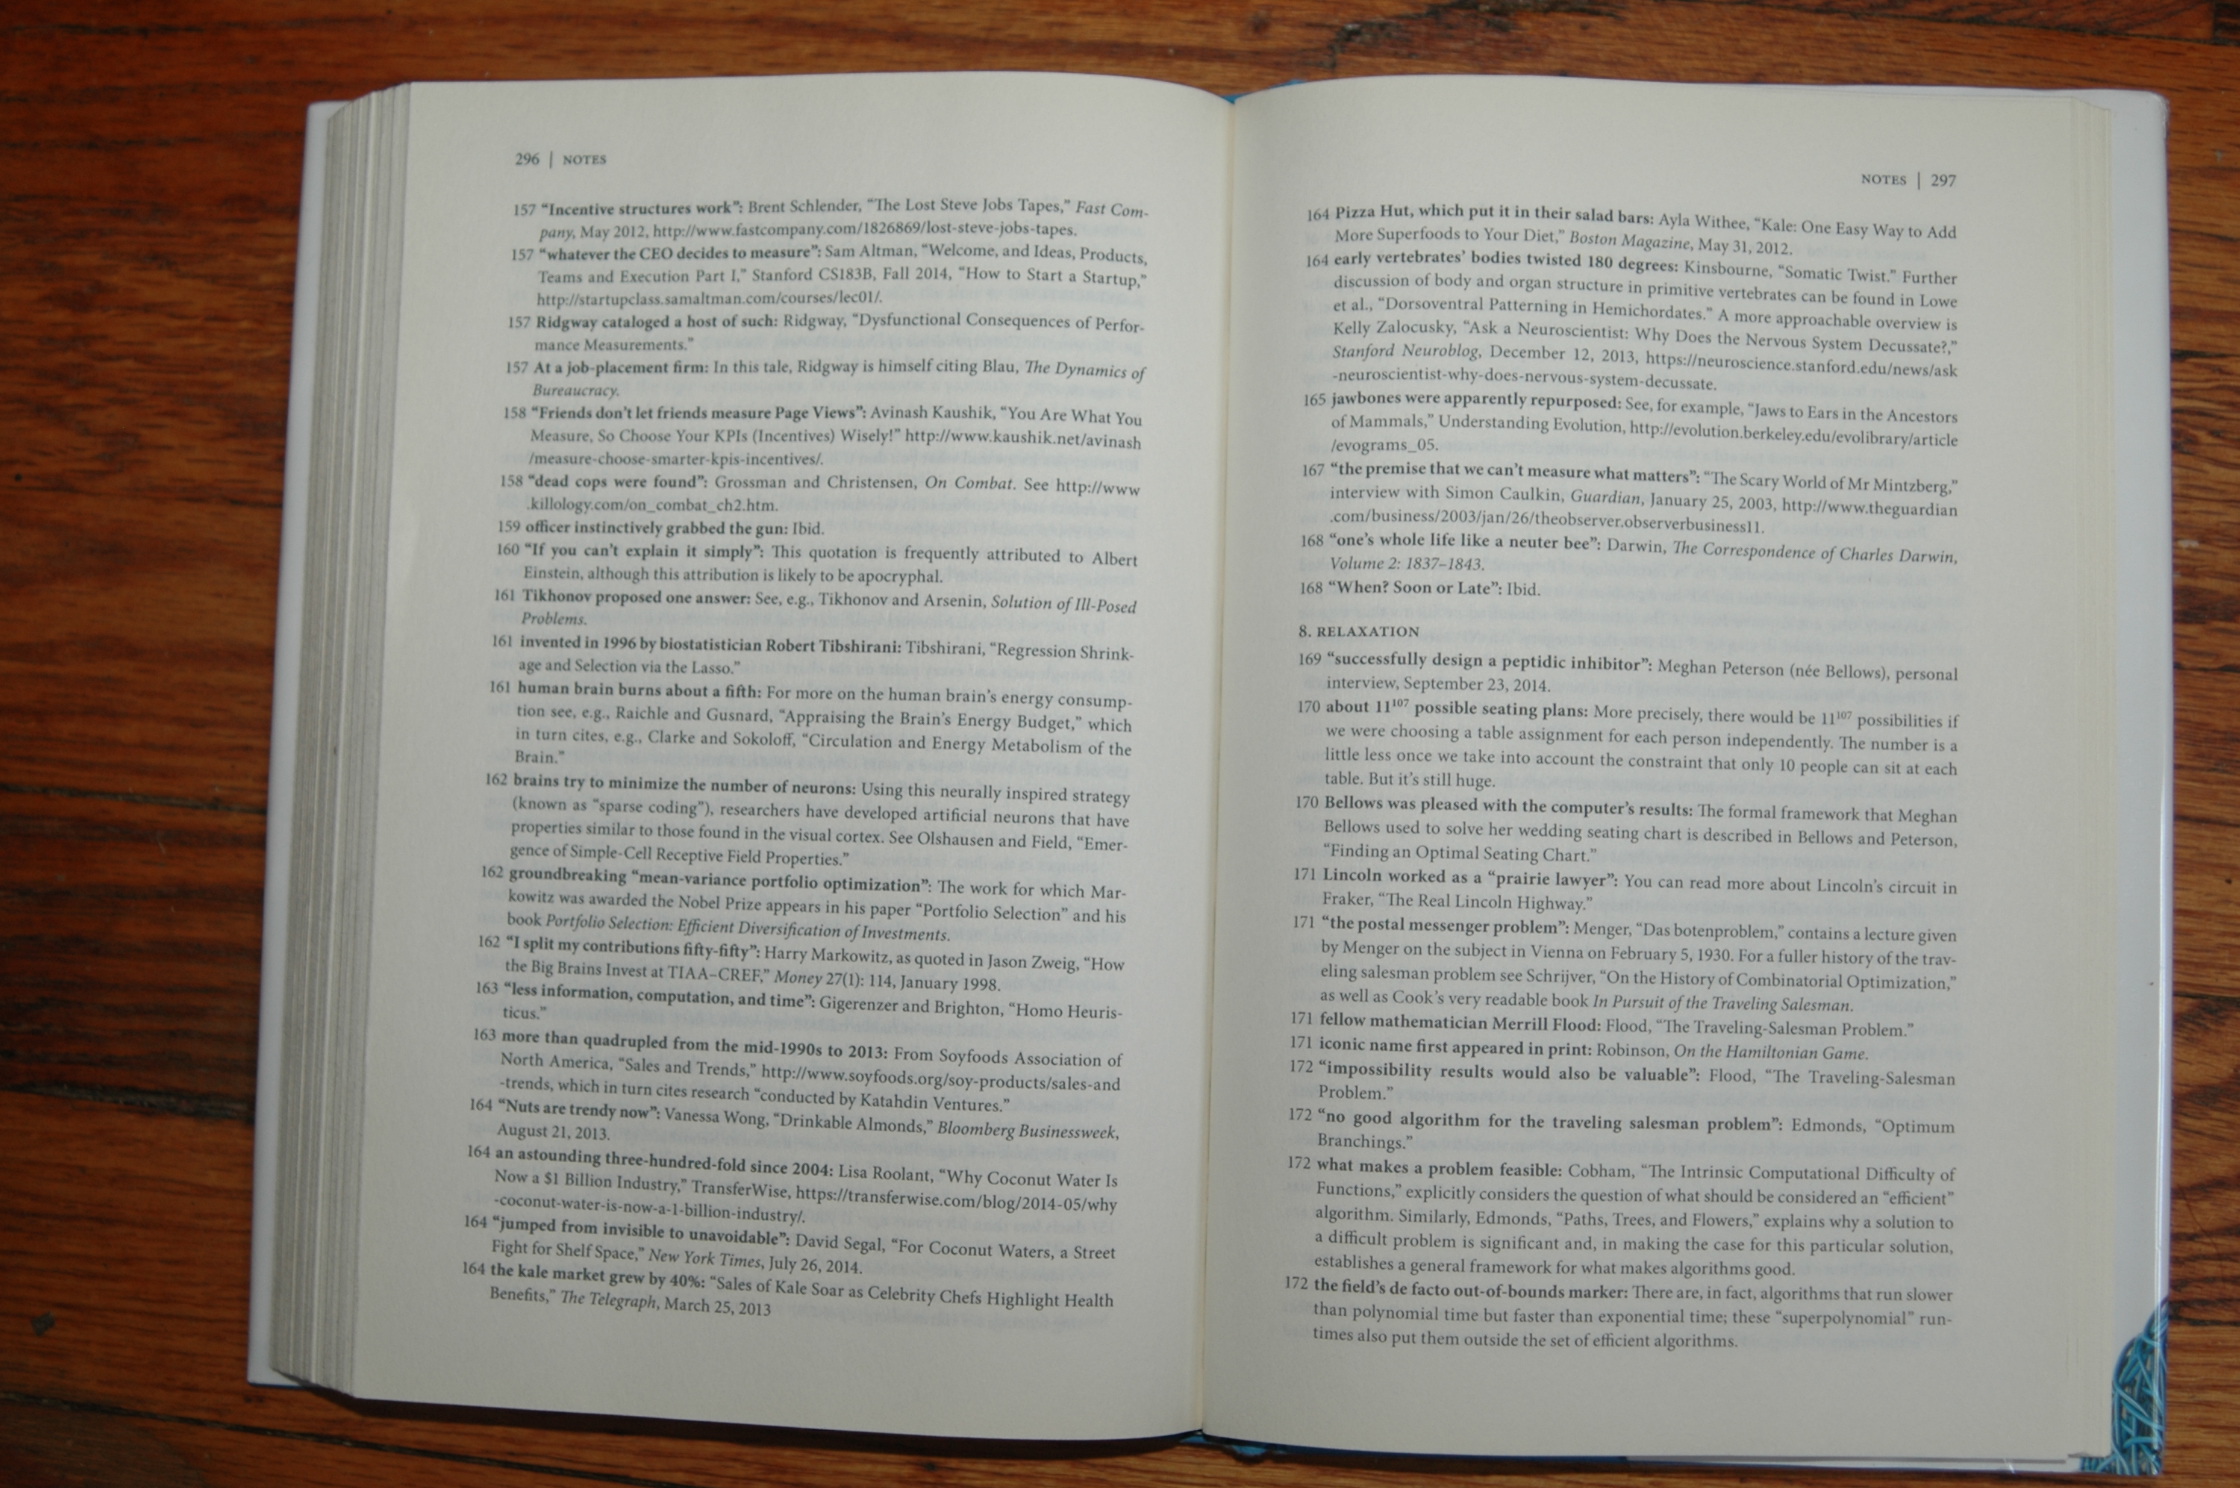 296 | NOTES
157 “Incentive structures work”: Brent Schlender, “The Lost Steve Jobs Tapes,” Fast Com-
pany, May 2012, http://www.fastcompany.com/1826869/lost-steve-jobs-tapes.
157 “whatever the CEO decides to measure”: Sam Altman, “Welcome, and Ideas, Products,
Teams and Execution Part I,” Stanford CS183B, Fall 2014, “How to Start a Startup,”
http://startupclass.samaltman.com/courses/lec01/.
157 Ridgway cataloged a host of such: Ridgway, “Dysfunctional Consequences of Perfor-
mance Measurements.”
157 At a job-placement firm: In this tale, Ridgway is himself citing Blau, The Dynamics of
Bureaucracy.
158 “Friends don’t let friends measure Page Views”: Avinash Kaushik, “You Are What You
Measure, So Choose Your KPIs (Incentives) Wisely!” http://www.kaushik.net/avinash
/measure-choose-smarter-kpis-incentives/.
158 “dead cops were found”: Grossman and Christensen, On Combat. See http://www
.killology.com/on_combat_ch2.htm.
159 officer instinctively grabbed the gun: Ibid.
160 “If you can’t explain it simply”: This quotation is frequently attributed to Albert
Einstein, although this attribution is likely to be apocryphal.
161 Tikhonov proposed one answer: See, e.g., Tikhonov and Arsenin, Solution of Ill-Posed
Problems.
161 invented in 1996 by biostatistician Robert Tibshirani: Tibshirani, “Regression Shrink-
age and Selection via the Lasso.”
161 human brain burns about a fifth: For more on the human brain’s energy consump-
tion see, e.g., Raichle and Gusnard, “Appraising the Brain’s Energy Budget,” which
in turn cites, e.g., Clarke and Sokoloff, “Circulation and Energy Metabolism of the
Brain.”
162 brains try to minimize the number of neurons: Using this neurally inspired strategy
(known as “sparse coding”), researchers have developed artificial neurons that have
properties similar to those found in the visual cortex. See Olshausen and Field, “Emer-
gence of Simple-Cell Receptive Field Properties.”
162 groundbreaking “mean-variance portfolio optimization”: The work for which Mar-
kowitz was awarded the Nobel Prize appears in his paper “Portfolio Selection” and his
book Portfolio Selection: Efficient Diversification of Investments.
162 “I split my contributions fifty-fifty”: Harry Markowitz, as quoted in Jason Zweig, “How
the Big Brains Invest at TIAA–CREF,” Money 27(1): 114, January 1998.
163 “less information, computation, and time”: Gigerenzer and Brighton, “Homo Heuris-
ticus.”
163 more than quadrupled from the mid-1990s to 2013: From Soyfoods Association of
North America, “Sales and Trends,” http://www.soyfoods.org/soy-products/sales-and
-trends, which in turn cites research “conducted by Katahdin Ventures.”
164 “Nuts are trendy now”: Vanessa Wong, “Drinkable Almonds,” Bloomberg Businessweek,
August 21, 2013.
164 an astounding three-hundred-fold since 2004: Lisa Roolant, “Why Coconut Water Is
Now a $1 Billion Industry,” TransferWise, https://transferwise.com/blog/2014-05/why
-coconut-water-is-now-a-1-billion-industry/.
164 “jumped from invisible to unavoidable”: David Segal, “For Coconut Waters, a Street
Fight for Shelf Space,” New York Times, July 26, 2014.
164 the kale market grew by 40%: “Sales of Kale Soar as Celebrity Chefs Highlight Health
Benefits,” The Telegraph, March 25, 2013
NOTES | 297
164 Pizza Hut, which put it in their salad bars: Ayla Withee, “Kale: One Easy Way to Add
More Superfoods to Your Diet,” Boston Magazine, May 31, 2012.
164 early vertebrates’ bodies twisted 180 degrees: Kinsbourne, “Somatic Twist.” Further
discussion of body and organ structure in primitive vertebrates can be found in Lowe
et al., “Dorsoventral Patterning in Hemichordates.” A more approachable overview is
Kelly Zalocusky, “Ask a Neuroscientist: Why Does the Nervous System Decussate?,”
Stanford Neuroblog, December 12, 2013, https://neuroscience.stanford.edu/news/ask
-neuroscientist-why-does-nervous-system-decussate.
165 jawbones were apparently repurposed: See, for example, “Jaws to Ears in the Ancestors
of Mammals,” Understanding Evolution, http://evolution.berkeley.edu/evolibrary/article
/evograms_05.
167 “the premise that we can’t measure what matters”: “The Scary World of Mr Mintzberg,”
interview with Simon Caulkin, Guardian, January 25, 2003, http://www.theguardian
.com/business/2003/jan/26/theobserver.observerbusiness11.
168 “one’s whole life like a neuter bee”: Darwin, The Correspondence of Charles Darwin,
Volume 2: 1837–1843.
168 “When? Soon or Late”: Ibid.
8. RELAXATION
169 “successfully design a peptidic inhibitor”: Meghan Peterson (née Bellows), personal
interview, September 23, 2014.
170 about 11¹⁰⁷ possible seating plans: More precisely, there would be 11¹⁰⁷ possibilities if
we were choosing a table assignment for each person independently. The number is a
little less once we take into account the constraint that only 10 people can sit at each
table. But it’s still huge.
170 Bellows was pleased with the computer’s results: The formal framework that Meghan
Bellows used to solve her wedding seating chart is described in Bellows and Peterson,
“Finding an Optimal Seating Chart.”
171 Lincoln worked as a “prairie lawyer”: You can read more about Lincoln’s circuit in
Fraker, “The Real Lincoln Highway.”
171 “the postal messenger problem”: Menger, “Das botenproblem,” contains a lecture given
by Menger on the subject in Vienna on February 5, 1930. For a fuller history of the trav-
eling salesman problem see Schrijver, “On the History of Combinatorial Optimization,”
as well as Cook’s very readable book In Pursuit of the Traveling Salesman.
171 fellow mathematician Merrill Flood: Flood, “The Traveling-Salesman Problem.”
171 iconic name first appeared in print: Robinson, On the Hamiltonian Game.
172 “impossibility results would also be valuable”: Flood, “The Traveling-Salesman
Problem.”
172 “no good algorithm for the traveling salesman problem”: Edmonds, “Optimum
Branchings.”
172 what makes a problem feasible: Cobham, “The Intrinsic Computational Difficulty of
Functions,” explicitly considers the question of what should be considered an “efficient”
algorithm. Similarly, Edmonds, “Paths, Trees, and Flowers,” explains why a solution to
a difficult problem is significant and, in making the case for this particular solution,
establishes a general framework for what makes algorithms good.
172 the field’s de facto out-of-bounds marker: There are, in fact, algorithms that run slower
than polynomial time but faster than exponential time; these “superpolynomial” run-
times also put them outside the set of efficient algorithms.